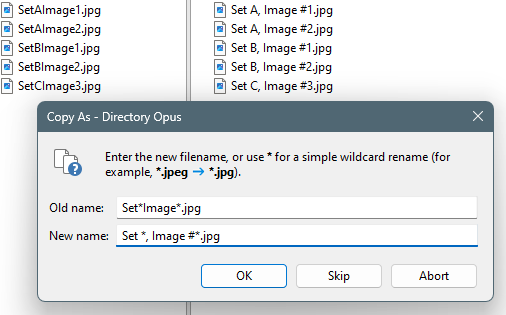 SetAImage1.jpg
SetAImage2.jpg
SetBImage1.jpg
SetBImage2.jpg
SetCImage3.jpg
Set A, Image #1.jpg
Set A, Image #2.jpg
Set B, Image #1.jpg
Set B, Image #2.jpg
Set C, Image #3.jpg
Copy As - Directory Opus
Enter the new filename, or use * for a simple wildcard rename (for
example, *.jpeg → *.jpg).
Old name: Set*Image*.jpg
New name: Set *, Image #*.jpg
OK Skip Abort